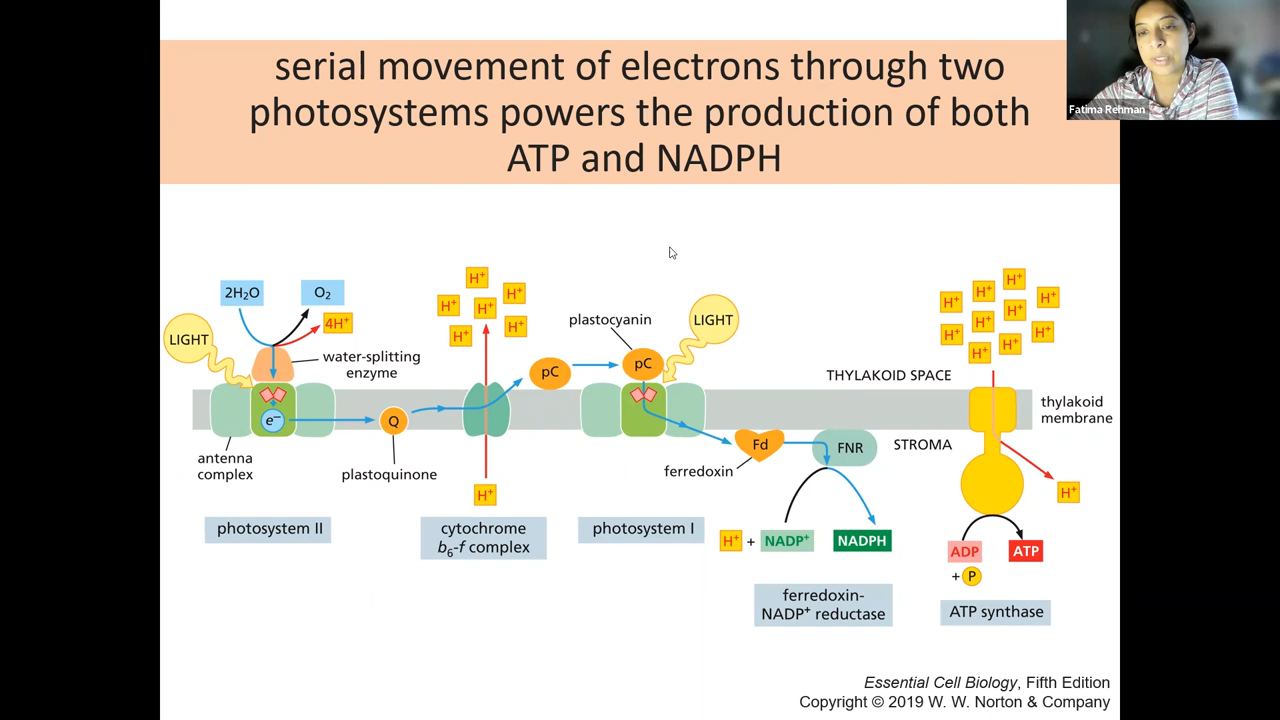 serial movement of electrons through two
photosystems powers the production of both
ATP and NADPH
Fatima Rehman
2H₂O
O₂
4H⁺
LIGHT
water-splitting
enzyme
e⁻
antenna
complex
Q
plastoquinone
photosystem II
H⁺
H⁺
H⁺
H⁺
H⁺
H⁺
H⁺
cytochrome
b₆-f complex
pC
plastocyanin
pC
LIGHT
photosystem I
Fd
ferredoxin
FNR
H⁺ + NADP⁺
NADPH
ferredoxin-
NADP⁺ reductase
THYLAKOID SPACE
thylakoid
membrane
STROMA
H⁺
H⁺
H⁺
H⁺
H⁺
H⁺
H⁺
H⁺
H⁺
H⁺
H⁺
ADP
+ P
ATP
ATP synthase
Essential Cell Biology, Fifth Edition
Copyright © 2019 W. W. Norton & Company